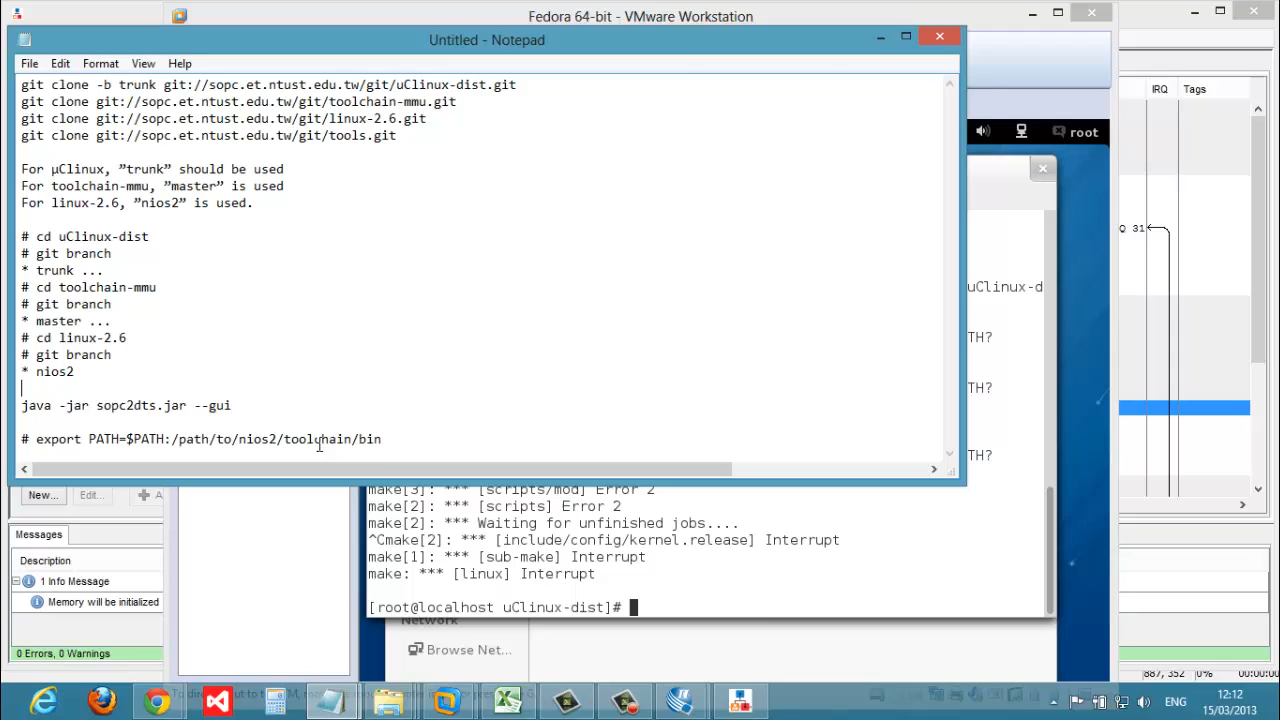 Fedora 64-bit - VMware Workstation
Untitled - Notepad
File Edit Format View Help
git clone -b trunk git://sopc.et.ntust.edu.tw/git/uClinux-dist.git
git clone git://sopc.et.ntust.edu.tw/git/toolchain-mmu.git
git clone git://sopc.et.ntust.edu.tw/git/linux-2.6.git
git clone git://sopc.et.ntust.edu.tw/git/tools.git
For µClinux, ”trunk” should be used
For toolchain-mmu, ”master” is used
For linux-2.6, ”nios2” is used.
# cd uClinux-dist
# git branch
* trunk ...
# cd toolchain-mmu
# git branch
* master ...
# cd linux-2.6
# git branch
* nios2
java -jar sopc2dts.jar --gui
# export PATH=$PATH:/path/to/nios2/toolchain/bin
IRQ Tags
root
31
uClinux-d
TH?
TH?
TH?
New... Edit... Add
Messages
Description
1 Info Message
Memory will be initialized
0 Errors, 0 Warnings
make[3]: *** [scripts/mod] Error 2
make[2]: *** [scripts] Error 2
make[2]: *** Waiting for unfinished jobs....
^Cmake[2]: *** [include/config/kernel.release] Interrupt
make[1]: *** [sub-make] Interrupt
make: *** [linux] Interrupt
[root@localhost uClinux-dist]#
Network
Browse Net...
887, 352 0% 00:00:0
ENG
12:12
15/03/2013